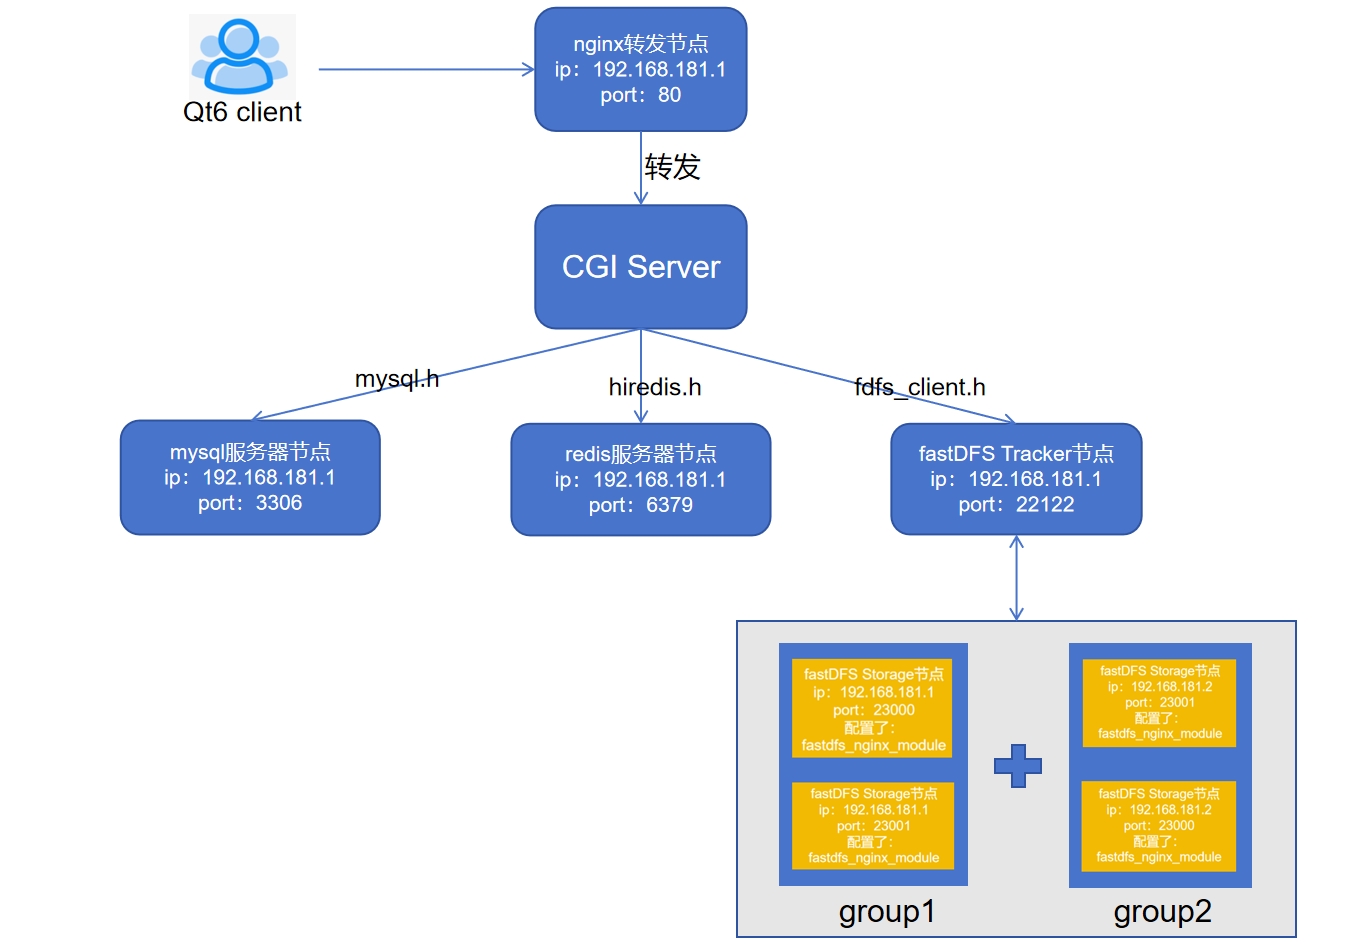 Qt6 client
nginx转发节点
ip：192.168.181.1
port：80
转发
CGI Server
mysql.h
hiredis.h
fdfs_client.h
mysql服务器节点
ip：192.168.181.1
port：3306
redis服务器节点
ip：192.168.181.1
port：6379
fastDFS Tracker节点
ip：192.168.181.1
port：22122
fastDFS Storage节点
ip：192.168.181.1
port：23000
配置了：
fastdfs_nginx_module
fastDFS Storage节点
ip：192.168.181.1
port：23001
配置了：
fastdfs_nginx_module
group1
fastDFS Storage节点
ip：192.168.181.2
port：23001
配置了：
fastdfs_nginx_module
fastDFS Storage节点
ip：192.168.181.2
port：23000
配置了：
fastdfs_nginx_module
group2